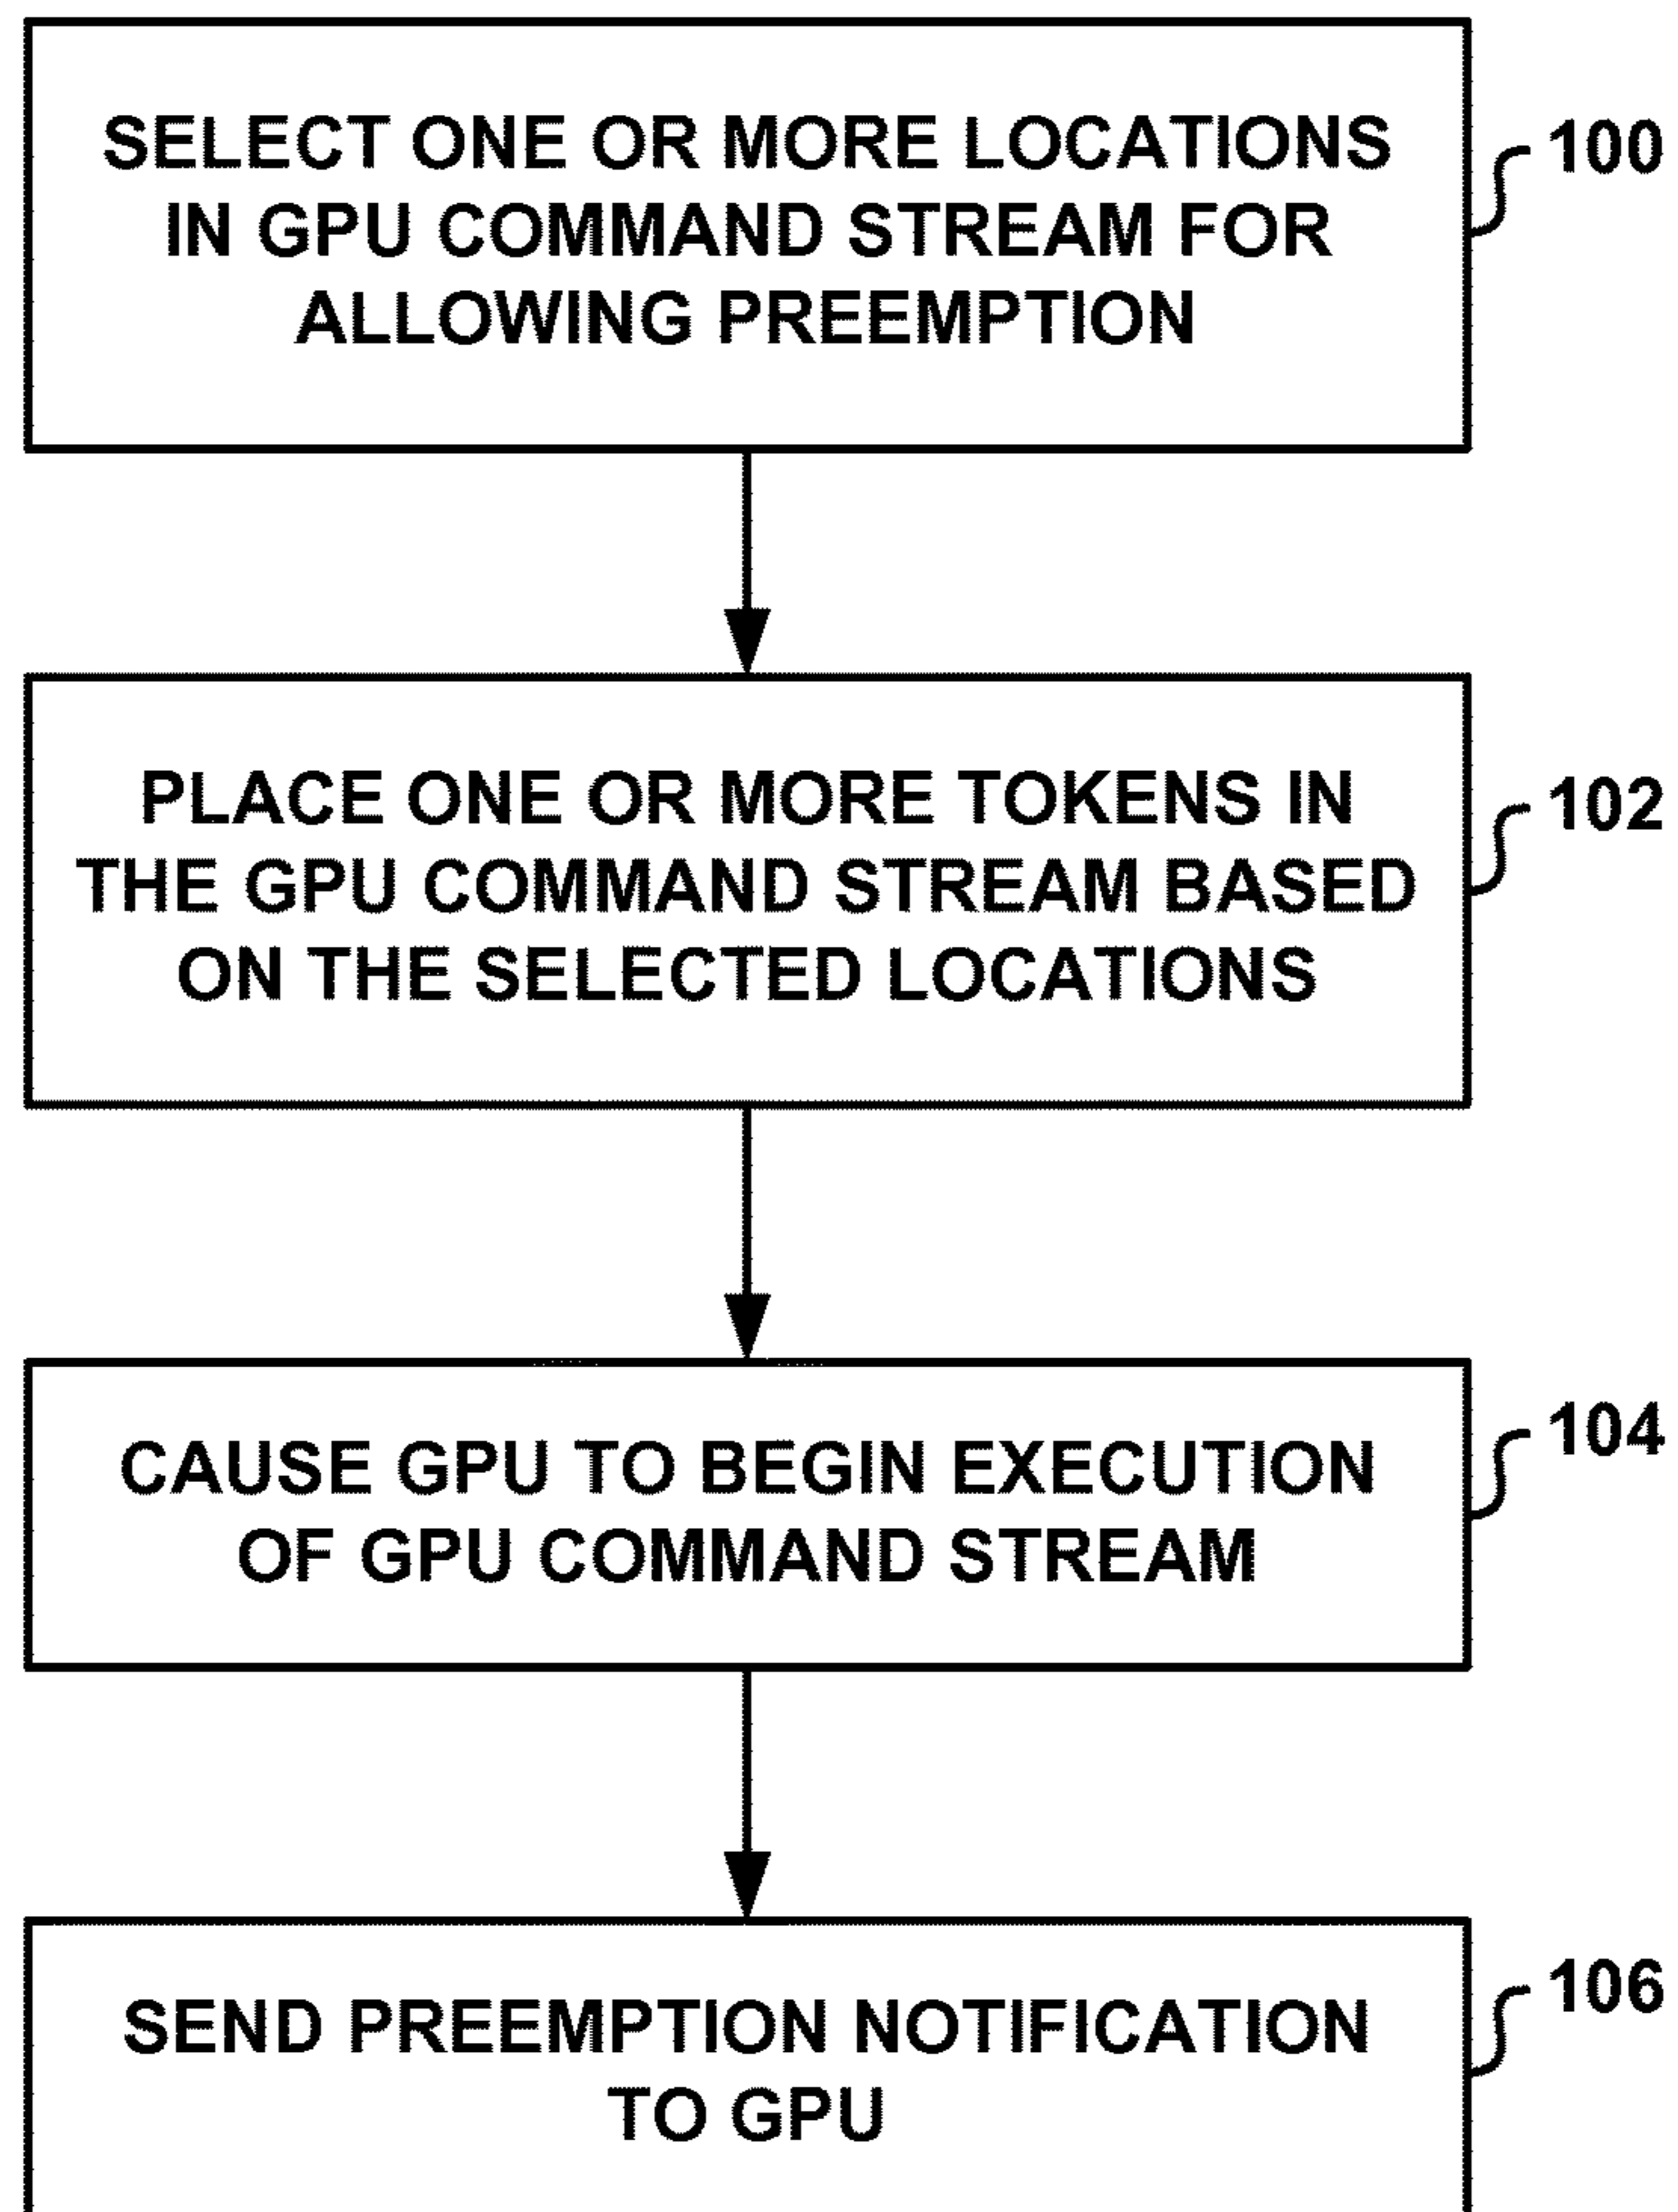 SELECT ONE OR MORE LOCATIONS
IN GPU COMMAND STREAM FOR
ALLOWING PREEMPTION
100
PLACE ONE OR MORE TOKENS IN
THE GPU COMMAND STREAM BASED
ON THE SELECTED LOCATIONS
102
CAUSE GPU TO BEGIN EXECUTION
OF GPU COMMAND STREAM
104
SEND PREEMPTION NOTIFICATION
TO GPU
106